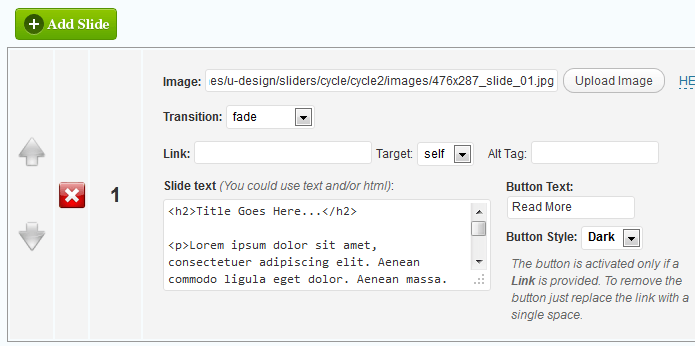 Add Slide
Image: es/u-design/sliders/cycle/cycle2/images/476x287_slide_01.jpg Upload Image HE
Transition: fade
1
Link: Target: self Alt Tag:
Slide text (You could use text and/or html):
<h2>Title Goes Here...</h2>
<p>Lorem ipsum dolor sit amet,
consectetuer adipiscing elit. Aenean
commodo ligula eget dolor. Aenean massa.
Button Text:
Read More
Button Style: Dark
The button is activated only if a
Link is provided. To remove the
button just replace the link with a
single space.